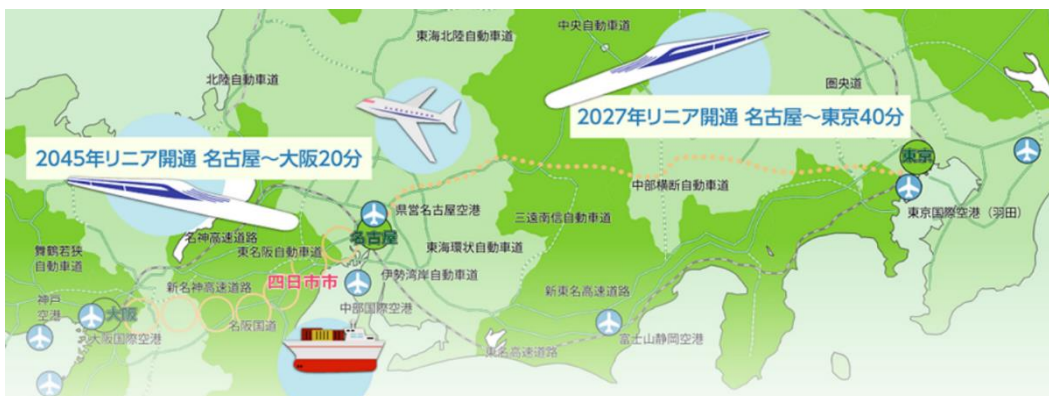 中央自動車道
東海北陸自動車道
北陸自動車道
圏央道
2027年リニア開通 名古屋～東京40分
2045年リニア開通 名古屋～大阪20分
東京
中部横断自動車道
県営名古屋空港
三遠南信自動車道
東京国際空港（羽田）
名神高速道路
名古屋
舞鶴若狭
自動車道
東名阪自動車道
東海環状自動車道
四日市市
伊勢湾岸自動車道
新名神高速道路
新東名高速道路
神戸
空港
大阪
中部国際空港
名阪国道
大阪国際空港
富士山静岡空港
東名高速道路